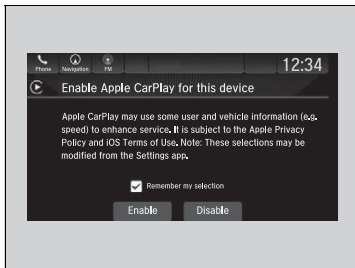 12:34
Phone Navigation FM
Enable Apple CarPlay for this device
Apple CarPlay may use some user and vehicle information (e.g.
speed) to enhance service. It is subject to the Apple Privacy
Policy and iOS Terms of Use. Note: These selections may be
modified from the Settings app.
Remember my selection
Enable Disable